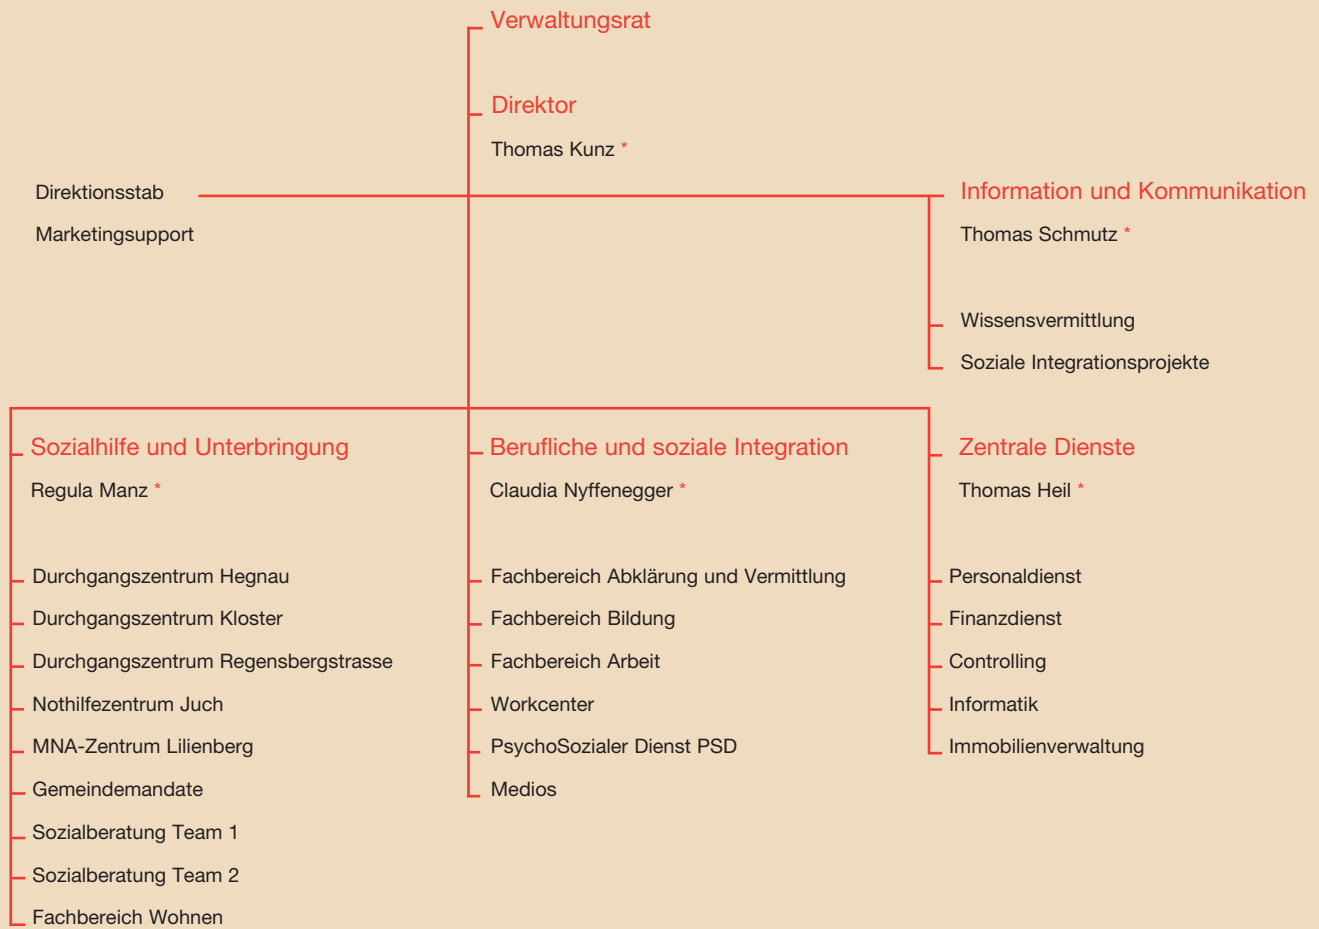 Verwaltungsrat
Direktor
Thomas Kunz *
Direktionsstab
Marketingsupport
Information und Kommunikation
Thomas Schmutz *
Wissensvermittlung
Soziale Integrationsprojekte
Sozialhilfe und Unterbringung
Regula Manz *
Durchgangszentrum Hegnau
Durchgangszentrum Kloster
Durchgangszentrum Regensbergstrasse
Nothilfezentrum Juch
MNA-Zentrum Lilienberg
Gemeindemandate
Sozialberatung Team 1
Sozialberatung Team 2
Fachbereich Wohnen
Berufliche und soziale Integration
Claudia Nyffenegger *
Fachbereich Abklärung und Vermittlung
Fachbereich Bildung
Fachbereich Arbeit
Workcenter
PsychoSozialer Dienst PSD
Medios
Zentrale Dienste
Thomas Heil *
Personaldienst
Finanzdienst
Controlling
Informatik
Immobilienverwaltung